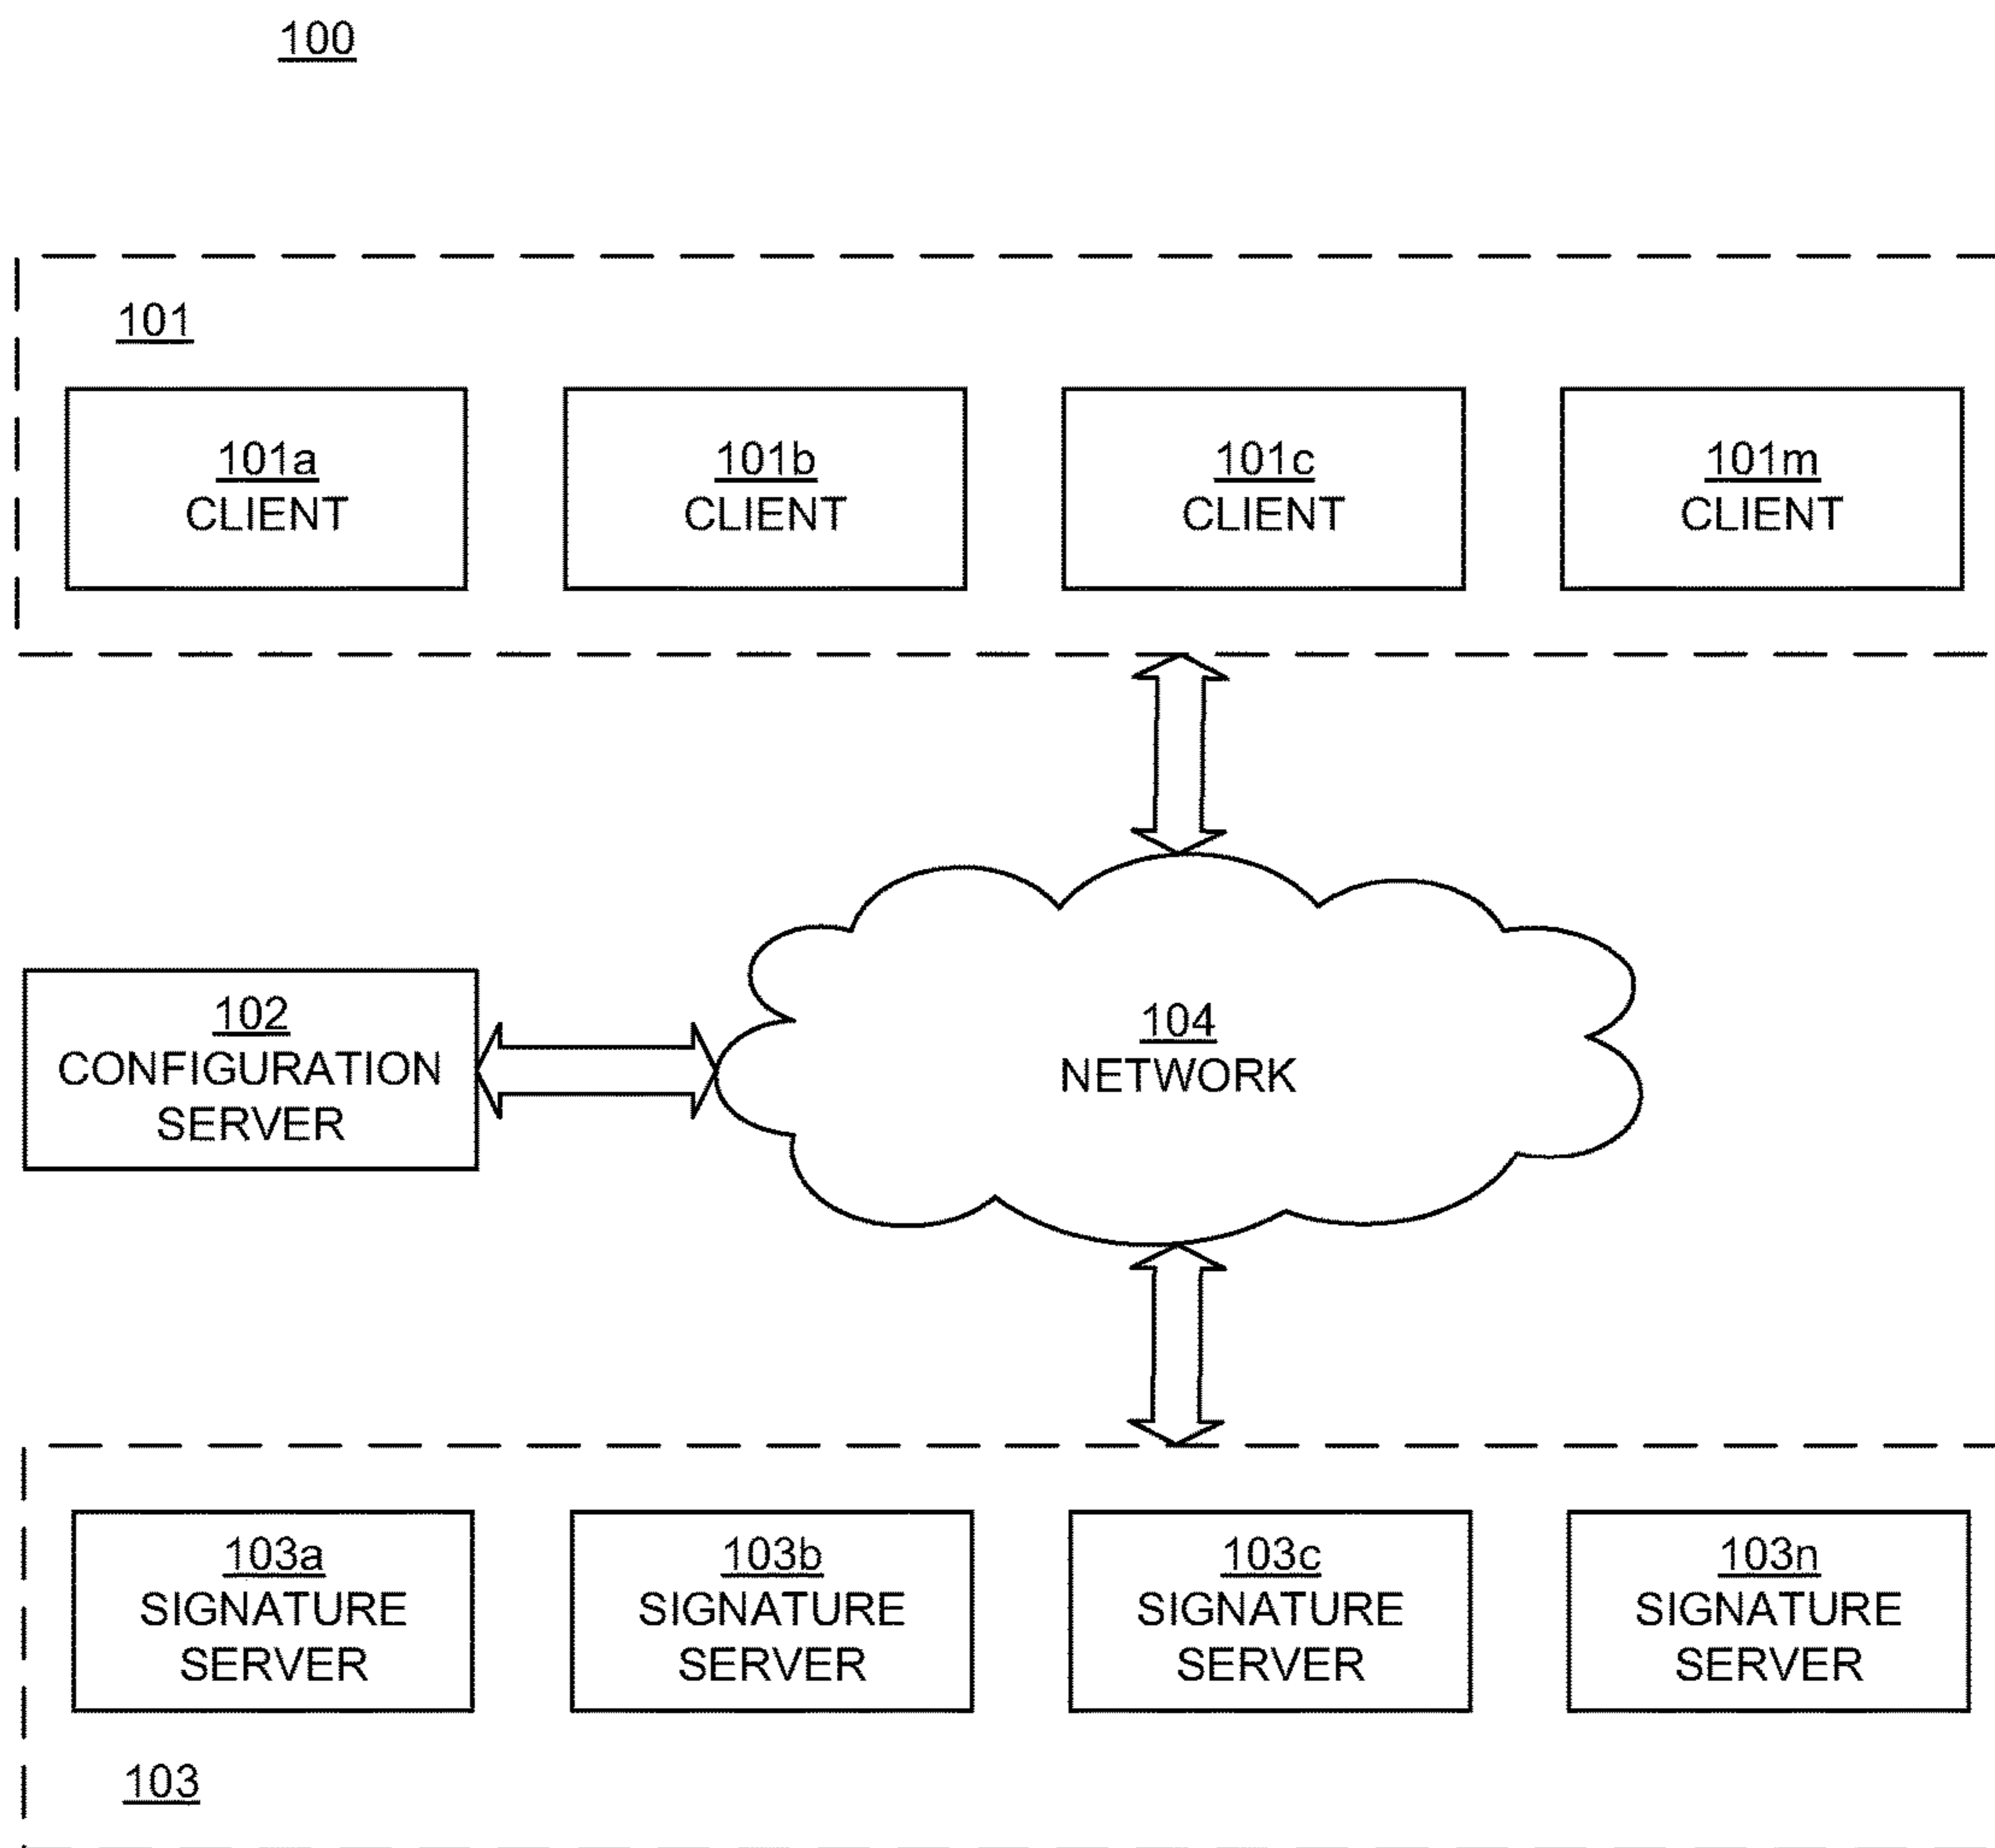 100
101
101a
CLIENT
101b
CLIENT
101c
CLIENT
101m
CLIENT
102
CONFIGURATION
SERVER
104
NETWORK
103a
SIGNATURE
SERVER
103b
SIGNATURE
SERVER
103c
SIGNATURE
SERVER
103n
SIGNATURE
SERVER
103